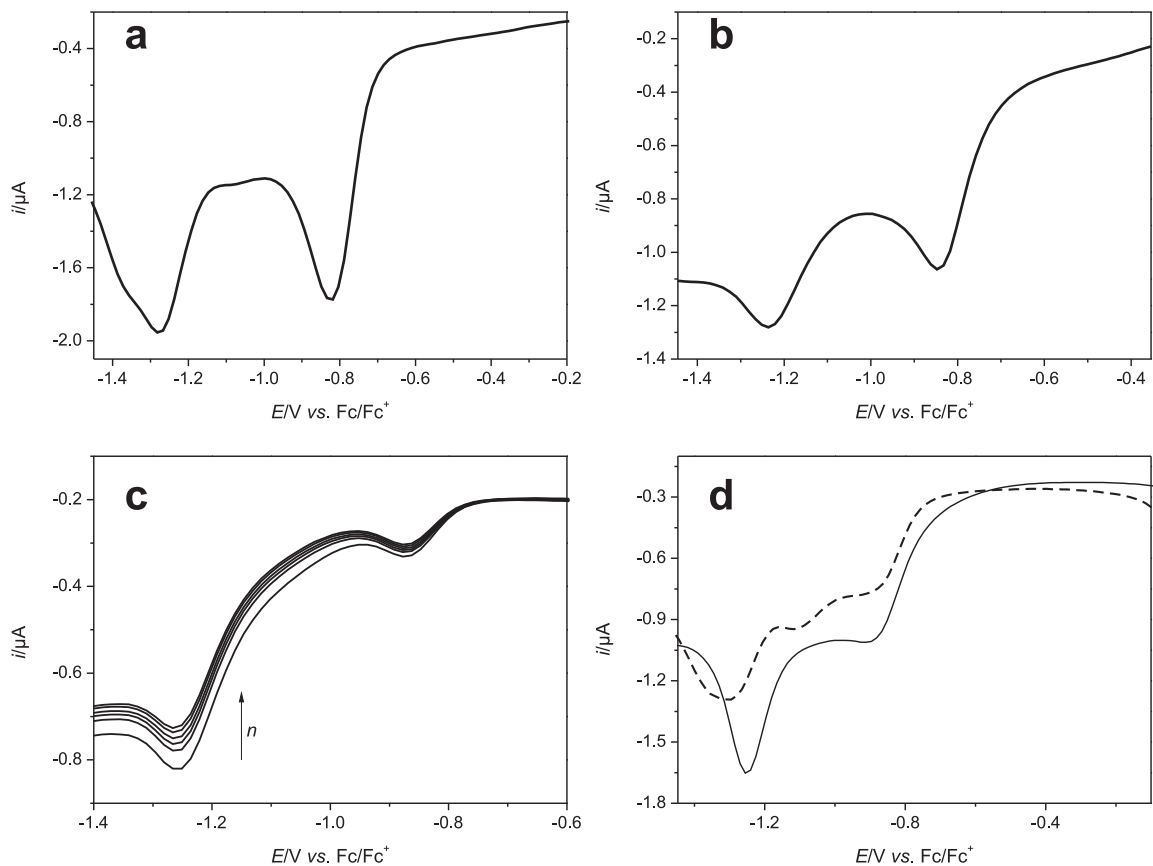 a
-0.4
-0.8
-1.2
-1.6
-2.0
i/µA
-1.4 -1.2 -1.0 -0.8 -0.6 -0.4 -0.2
E/V vs. Fc/Fc⁺
b
-0.2
-0.4
-0.6
-0.8
-1.0
-1.2
-1.4
i/µA
-1.4 -1.2 -1.0 -0.8 -0.6 -0.4
E/V vs. Fc/Fc⁺
c
-0.2
-0.4
-0.6
-0.8
i/µA
n
-1.4 -1.2 -1.0 -0.8 -0.6
E/V vs. Fc/Fc⁺
d
-0.3
-0.6
-0.9
-1.2
-1.5
-1.8
i/µA
-1.2 -0.8 -0.4
E/V vs. Fc/Fc⁺